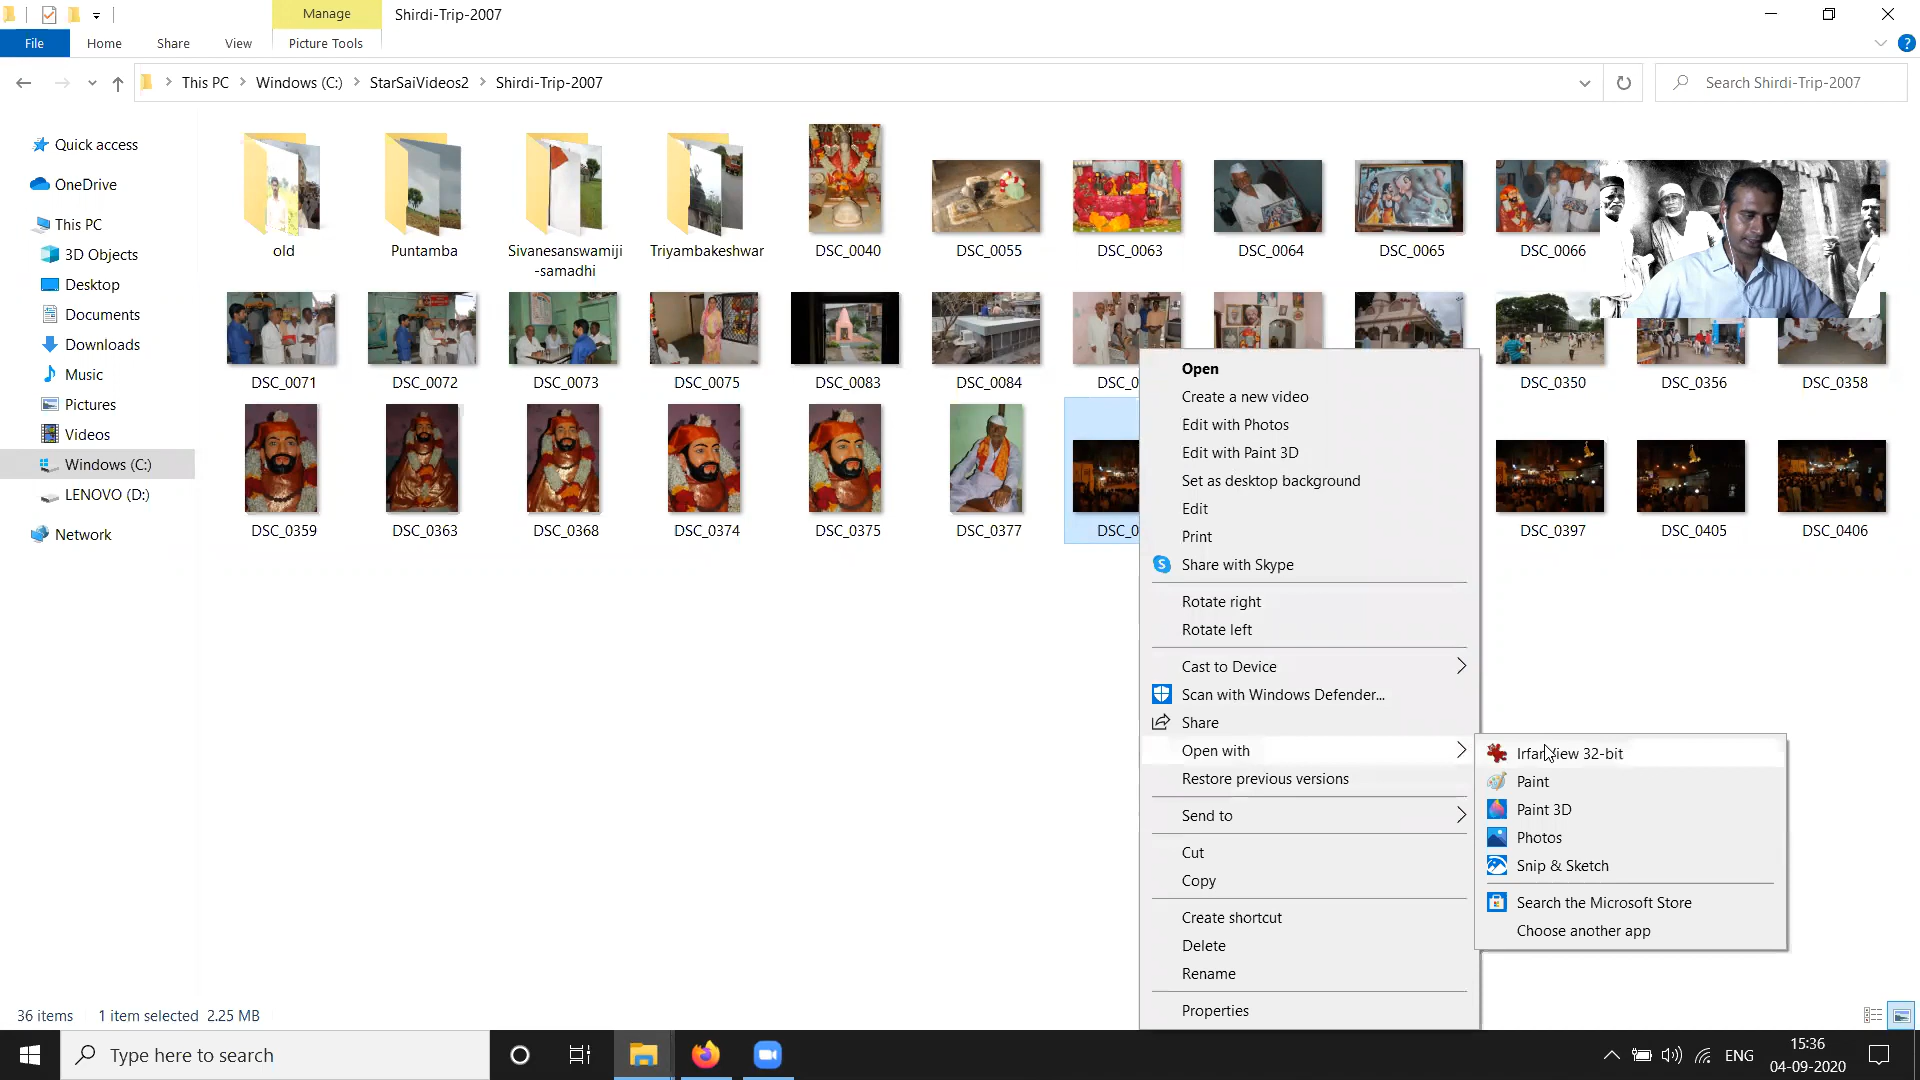 Manage
Shirdi-Trip-2007
File
Home
Share
View
Picture Tools
This PC
Windows (C:)
StarSaiVideos2
Shirdi-Trip-2007
Search Shirdi-Trip-2007
Quick access
OneDrive
This PC
3D Objects
Desktop
Documents
Downloads
Music
Pictures
Videos
Windows (C:)
LENOVO (D:)
Network
old
Puntamba
Sivanesanswamiji
-samadhi
Triyambakeshwar
DSC_0040
DSC_0055
DSC_0063
DSC_0064
DSC_0065
DSC_0066
DSC_0071
DSC_0072
DSC_0073
DSC_0075
DSC_0083
DSC_0084
DSC_0350
DSC_0356
DSC_0358
DSC_0359
DSC_0363
DSC_0368
DSC_0374
DSC_0375
DSC_0377
DSC_0397
DSC_0405
DSC_0406
Open
Create a new video
Edit with Photos
Edit with Paint 3D
Set as desktop background
Edit
Print
Share with Skype
Rotate right
Rotate left
Cast to Device
Scan with Windows Defender...
Share
Open with
Restore previous versions
Send to
Cut
Copy
Create shortcut
Delete
Rename
Properties
IrfanView 32-bit
Paint
Paint 3D
Photos
Snip & Sketch
Search the Microsoft Store
Choose another app
36 items
1 item selected 2.25 MB
Type here to search
ENG
15:36
04-09-2020